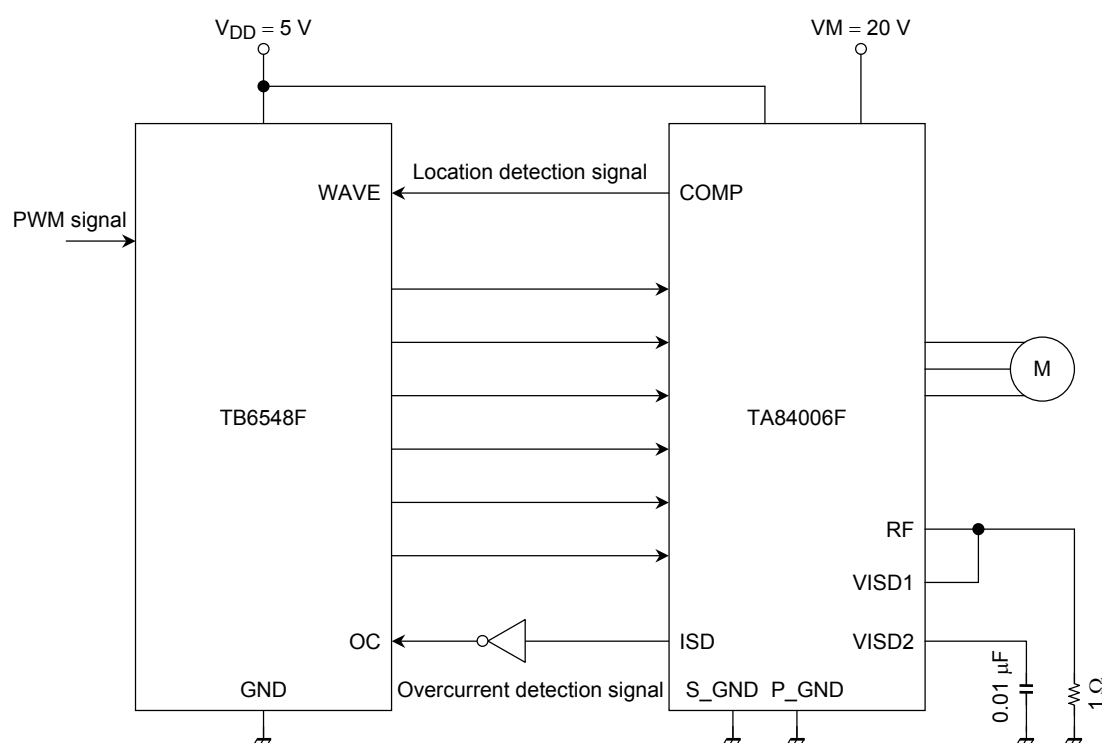 VDD = 5 V
VM = 20 V
WAVE
Location detection signal
COMP
PWM signal
M
TB6548F
TA84006F
RF
VISD1
OC
ISD
VISD2
GND
Overcurrent detection signal
S_GND
P_GND
0.01 μF
1 Ω